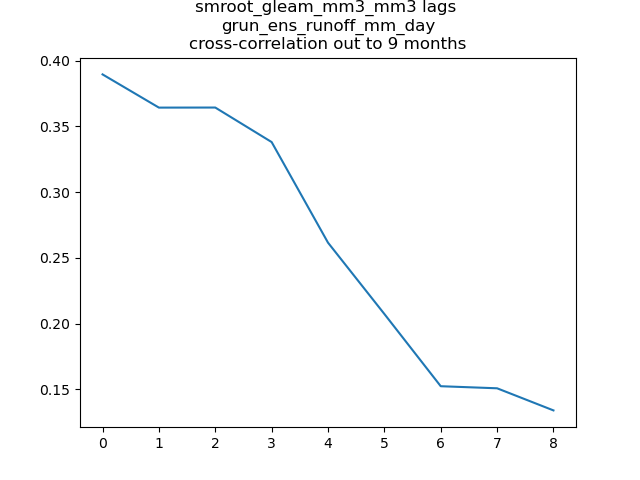 smroot_gleam_mm3_mm3 lags
grun_ens_runoff_mm_day
cross-correlation out to 9 months
0.40
0.35
0.30
0.25
0.20
0.15
0 1 2 3 4 5 6 7 8